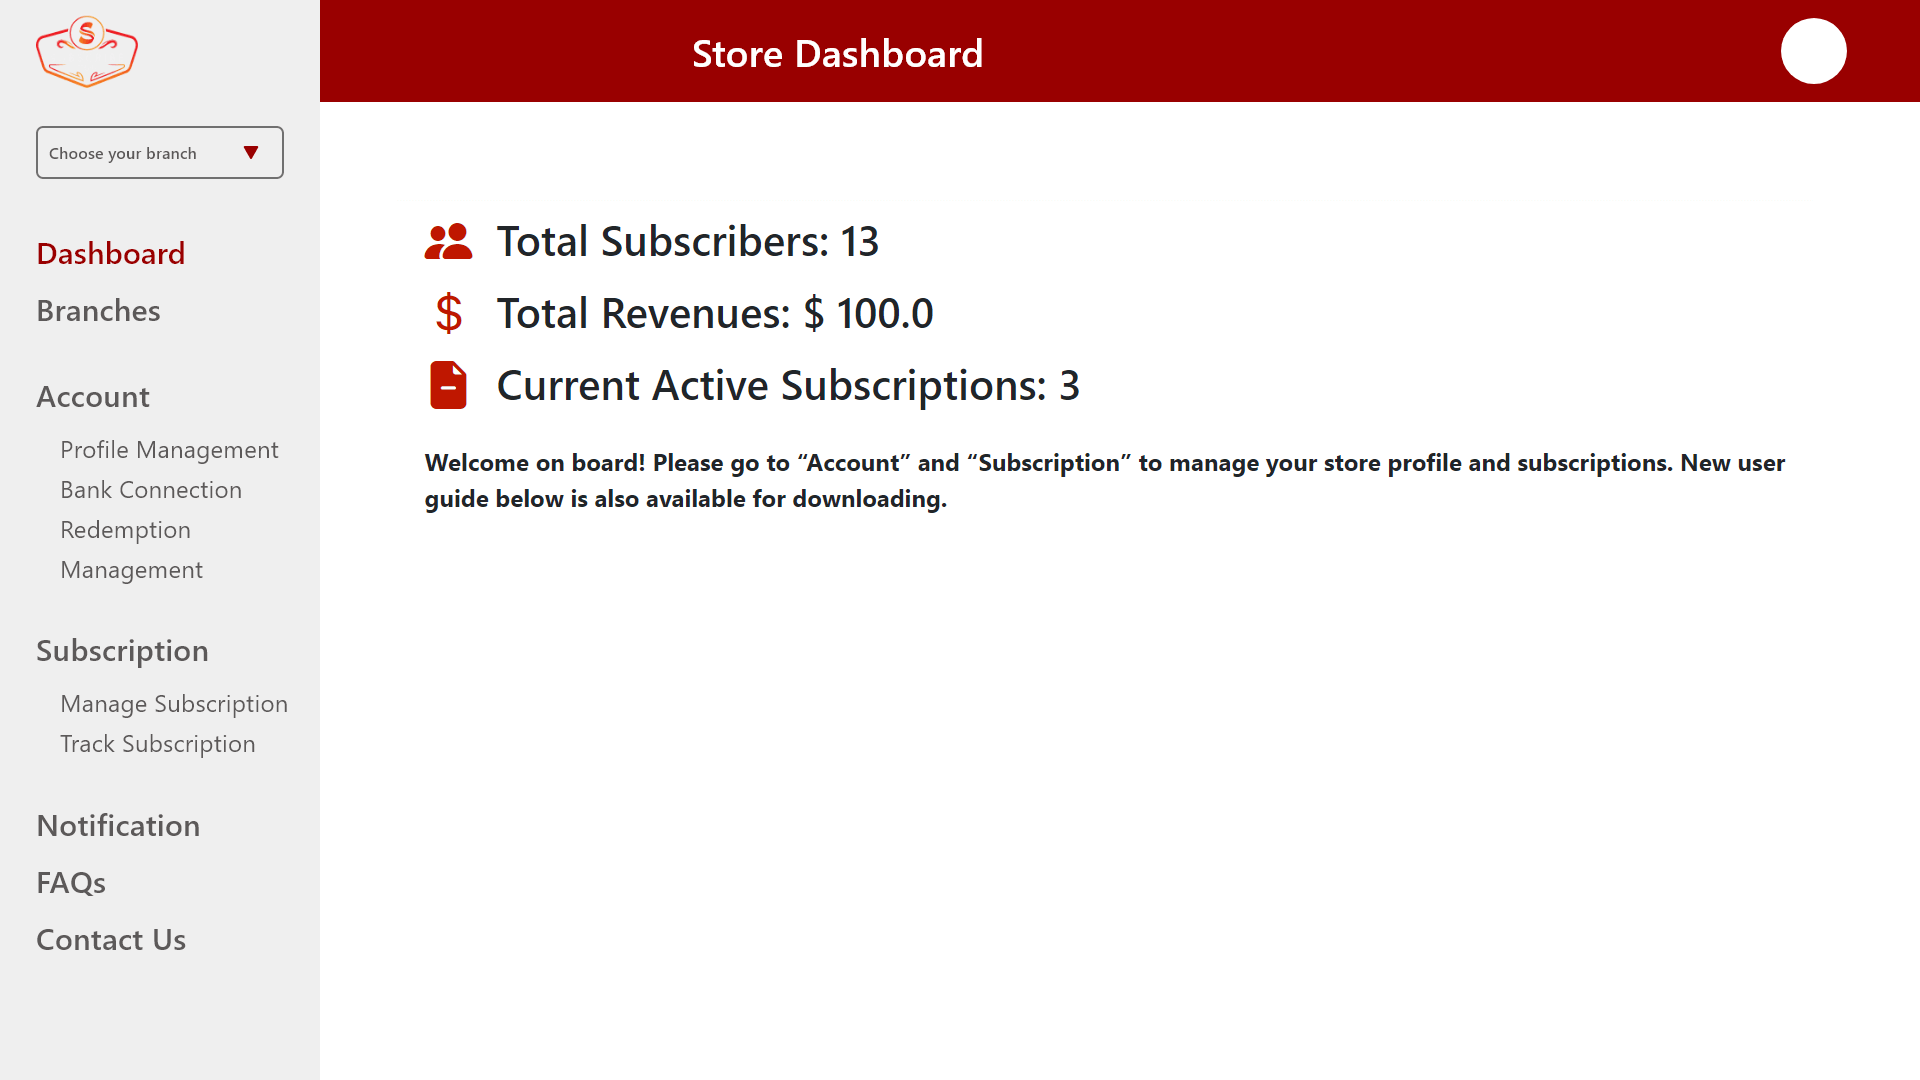 S
Store Dashboard
Choose your branch
Dashboard
Branches
Account
Profile Management
Bank Connection
Redemption
Management
Subscription
Manage Subscription
Track Subscription
Notification
FAQs
Contact Us
Total Subscribers: 13
$ Total Revenues: $ 100.0
Current Active Subscriptions: 3
Welcome on board! Please go to “Account” and “Subscription” to manage your store profile and subscriptions. New user
guide below is also available for downloading.